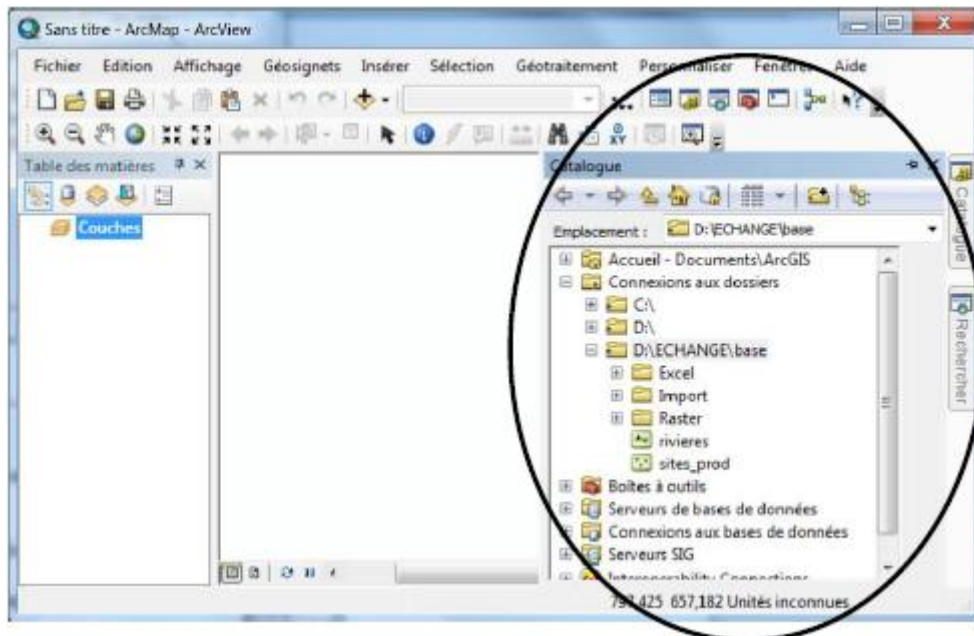 Sans titre - ArcMap - ArcView
Fichier Edition Affichage Géosignets Insérer Sélection Géotraitement Personnaliser Fenêtres Aide
Table des matières
Couches
Catalogue
Emplacement : D:\ECHANGE\base
Accueil - Documents\ArcGIS
Connexions aux dossiers
C:\
D:\
D:\ECHANGE\base
Excel
Import
Raster
rivieres
sites_prod
Boîtes à outils
Serveurs de bases de données
Connexions aux bases de données
Serveurs SIG
Interoperability Connections
657,182 Unités inconnues
Catalogue
Rechercher